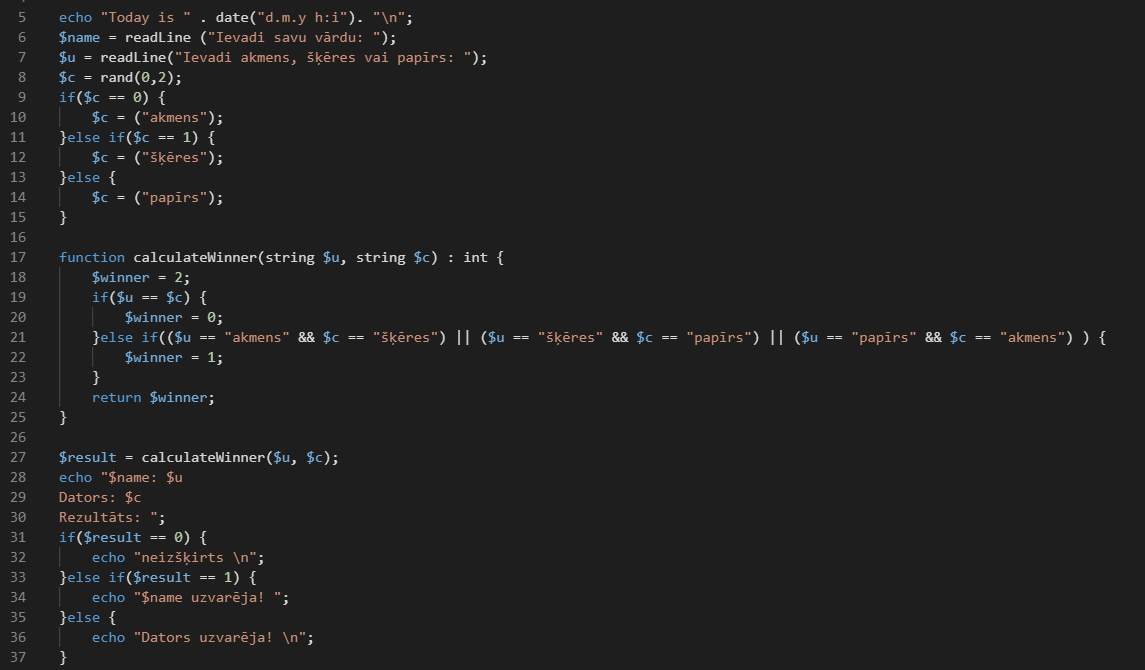 5 echo "Today is " . date("d.m.y h:i"). "\n";
6 $name = readLine ("Ievadi savu vārdu: ");
7 $u = readLine("Ievadi akmens, šķēres vai papīrs: ");
8 $c = rand(0,2);
9 if($c == 0) {
10     $c = ("akmens");
11 }else if($c == 1) {
12     $c = ("šķēres");
13 }else {
14     $c = ("papīrs");
15 }
16
17 function calculateWinner(string $u, string $c) : int {
18     $winner = 2;
19     if($u == $c) {
20         $winner = 0;
21     }else if(($u == "akmens" && $c == "šķēres") || ($u == "šķēres" && $c == "papīrs") || ($u == "papīrs" && $c == "akmens") ) {
22         $winner = 1;
23     }
24     return $winner;
25 }
26
27 $result = calculateWinner($u, $c);
28 echo "$name: $u
29 Dators: $c
30 Rezultāts: ";
31 if($result == 0) {
32     echo "neizšķirts \n";
33 }else if($result == 1) {
34     echo "$name uzvarēja! ";
35 }else {
36     echo "Dators uzvarēja! \n";
37 }